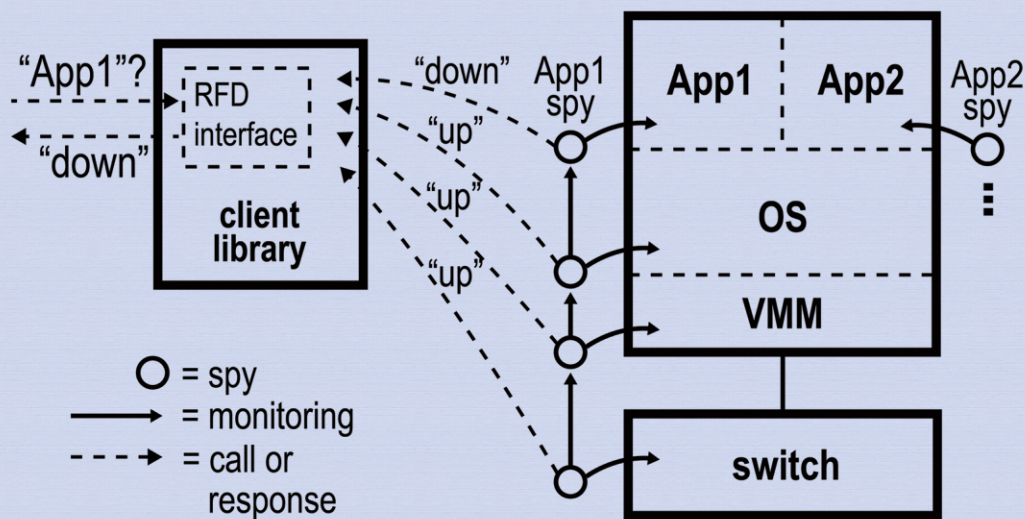 “App1”?
“down”
RFD
interface
client
library
“down”
“up”
“up”
“up”
App1
spy
App1
App2
App2
spy
OS
VMM
switch
= spy
= monitoring
= call or
response